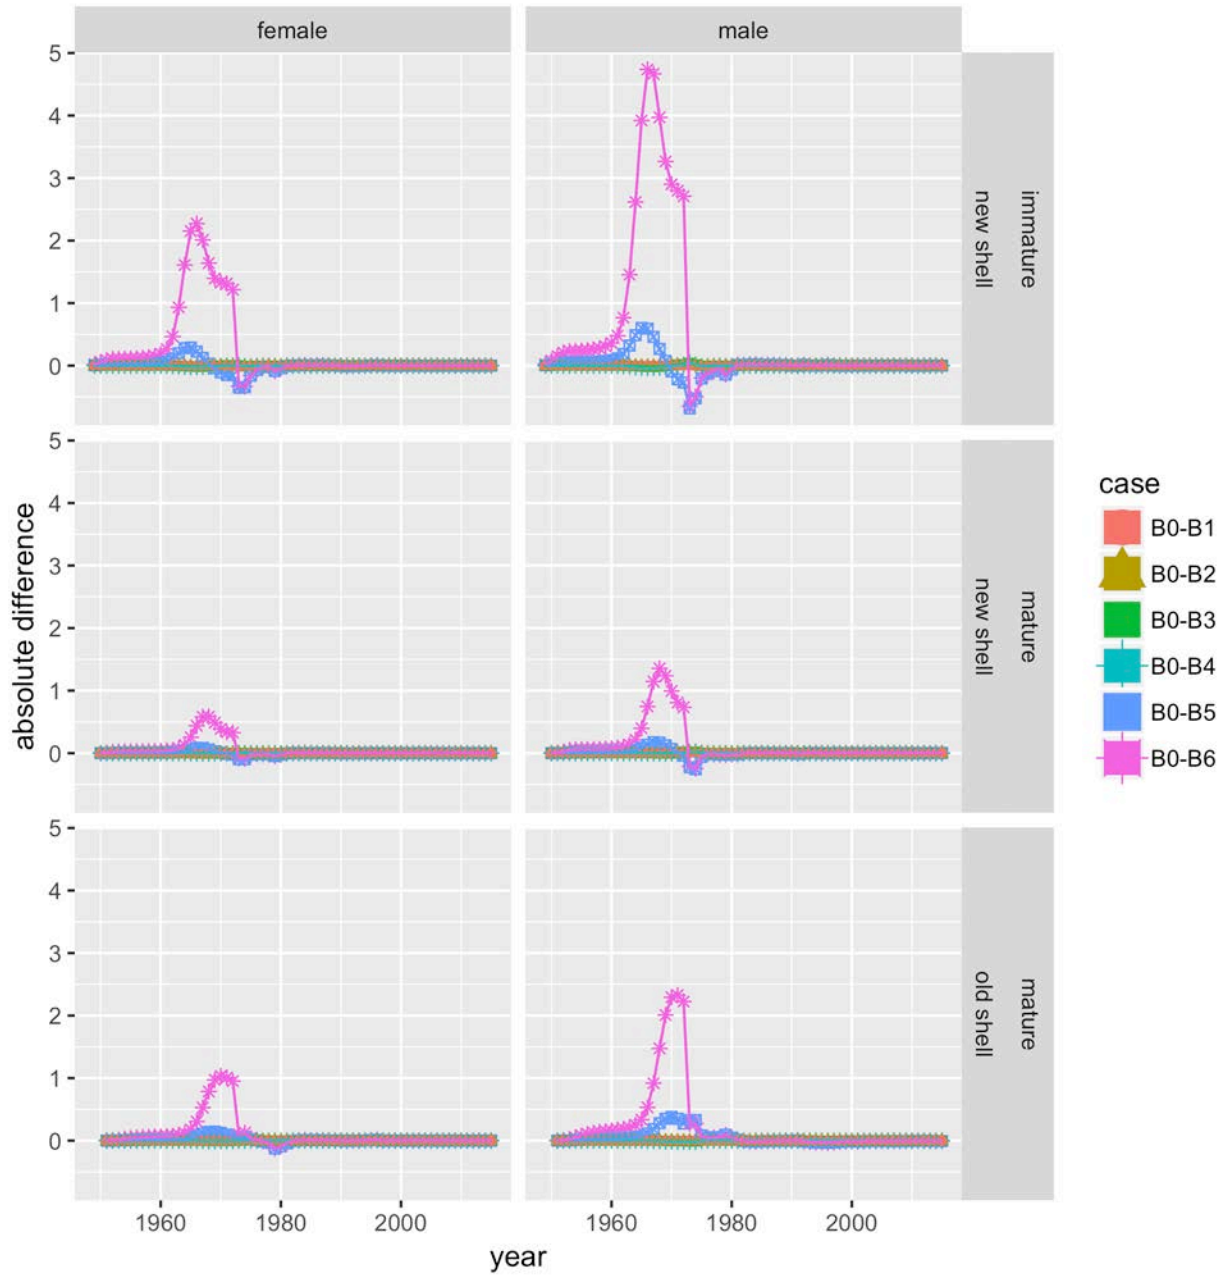 female
male
5
4
3
2
1
0
immature
new shell
5
4
3
2
1
0
mature
new shell
5
4
3
2
1
0
mature
old shell
1960
1980
2000
1960
1980
2000
year
absolute difference
case
B0-B1
B0-B2
B0-B3
B0-B4
B0-B5
B0-B6